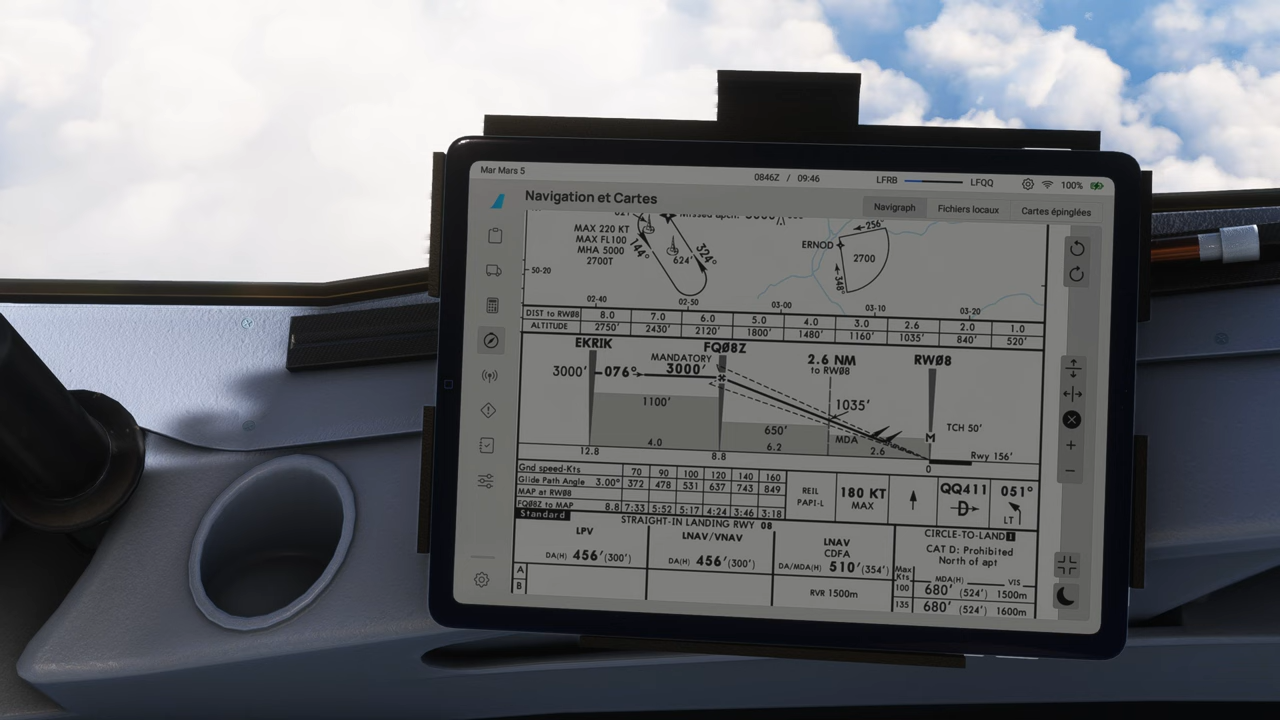 Mar Mars 5
0846Z / 09:46
LFRB
LFQQ
100%
Navigation et Cartes
Navigraph
Fichiers locaux
Cartes épinglées
MAX 220 KT
MAX FL100
MHA 5000
2700T
144°
324°
624'
ERNOD
256°
2700
348°
50-20
02-40
02-50
03-00
03-10
03-20
DIST to RWØ8 8.0 7.0 6.0 5.0 4.0 3.0 2.6 2.0 1.0
ALTITUDE 2750' 2430' 2120' 1800' 1480' 1160' 1035' 840' 520'
EKRIK
FQØ8Z
MANDATORY
3000'
2.6 NM
to RWØ8
RWØ8
3000'
076°
1100'
1035'
650'
MDA
M
TCH 50'
4.0
6.2
2.6
Rwy 156'
12.8
8.8
0
Gnd speed-Kts 70 90 100 120 140 160
Glide Path Angle 3.00° 372 478 531 637 743 849
MAP at RWØ8
FQØ8Z to MAP 8.8 7:33 5:52 5:17 4:24 3:46 3:18
REIL
PAPI-L
180 KT
MAX
QQ411
D
051°
LT
Standard
STRAIGHT-IN LANDING RWY 08
CIRCLE-TO-LAND
LPV
DA(H) 456'(300')
LNAV/VNAV
DA(H) 456'(300')
LNAV
CDFA
DA/MDA(H) 510'(354')
CAT D: Prohibited
North of apt
Max
Kts
MDA(H) VIS
A
B
RVR 1500m
100 680' (524') 1500m
135 680' (524') 1600m